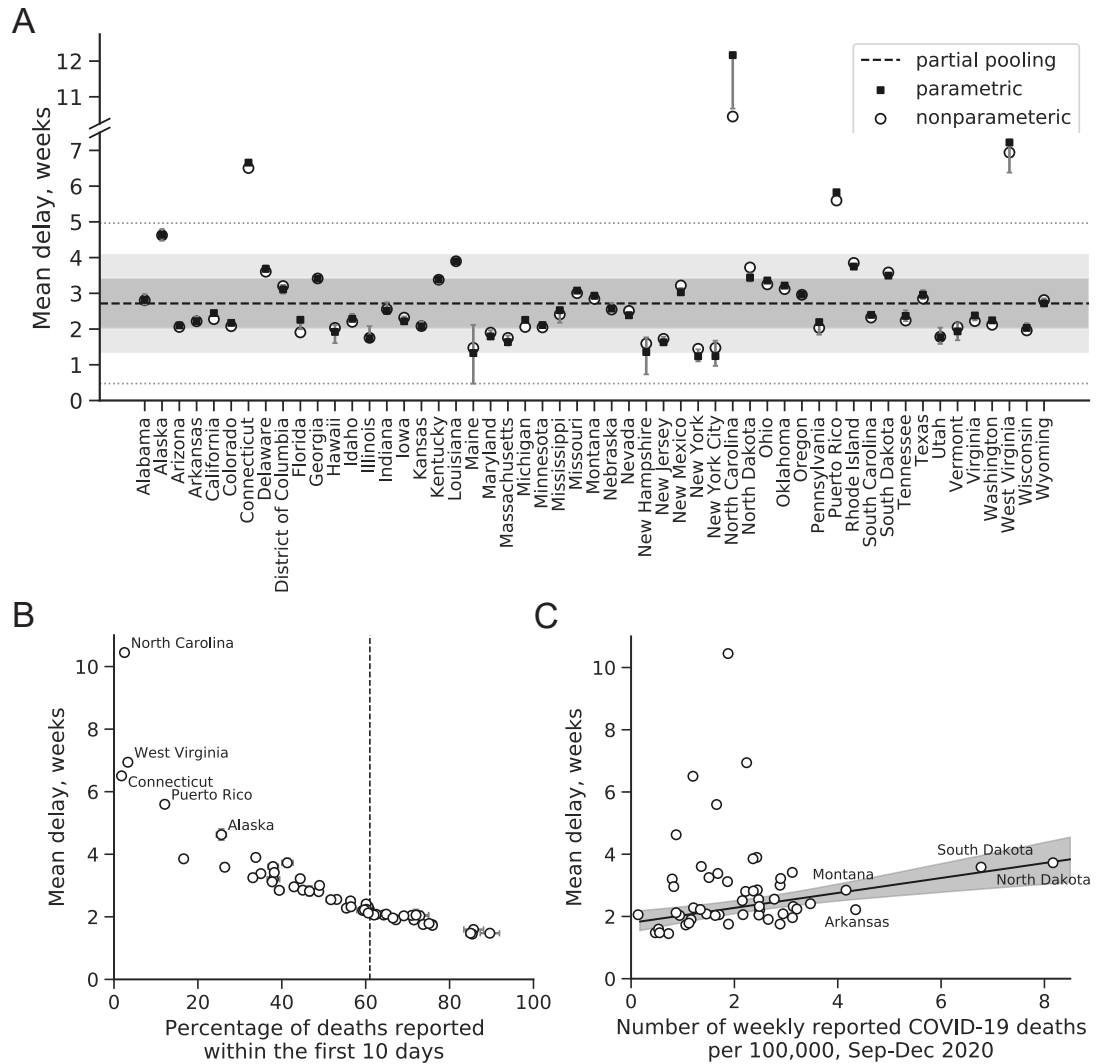 A
Mean delay, weeks
12
11
7
6
5
4
3
2
1
0
partial pooling
parametric
nonparameteric
Alabama
Alaska
Arizona
Arkansas
California
Colorado
Connecticut
Delaware
District of Columbia
Florida
Georgia
Hawaii
Idaho
Illinois
Indiana
Iowa
Kansas
Kentucky
Louisiana
Maine
Maryland
Massachusetts
Michigan
Minnesota
Mississippi
Missouri
Montana
Nebraska
Nevada
New Hampshire
New Jersey
New Mexico
New York
New York City
North Carolina
North Dakota
Ohio
Oklahoma
Oregon
Pennsylvania
Puerto Rico
Rhode Island
South Carolina
South Dakota
Tennessee
Texas
Utah
Vermont
Virginia
Washington
West Virginia
Wisconsin
Wyoming
B
Mean delay, weeks
10
8
6
4
2
0
North Carolina
West Virginia
Connecticut
Puerto Rico
Alaska
0 20 40 60 80 100
Percentage of deaths reported
within the first 10 days
C
Mean delay, weeks
10
8
6
4
2
0
South Dakota
Montana
North Dakota
Arkansas
0 2 4 6 8
Number of weekly reported COVID-19 deaths
per 100,000, Sep-Dec 2020